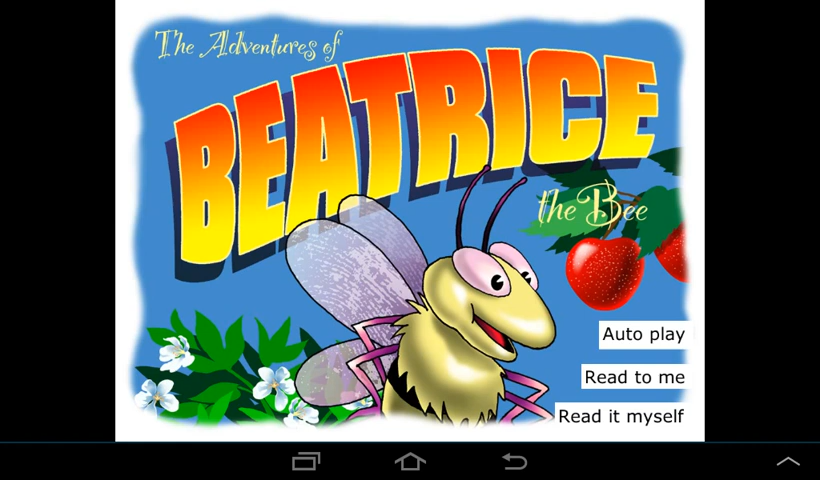 The Adventures of
BEATRICE
the Bee
Auto play
Read to me
Read it myself